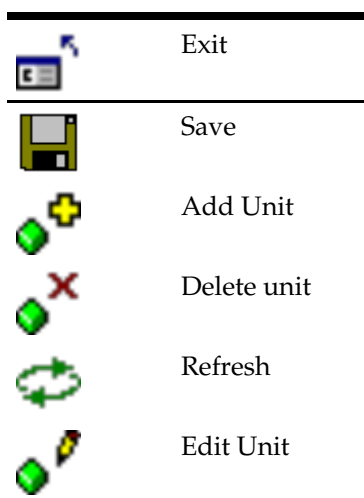 Exit
Save
Add Unit
Delete unit
Refresh
Edit Unit